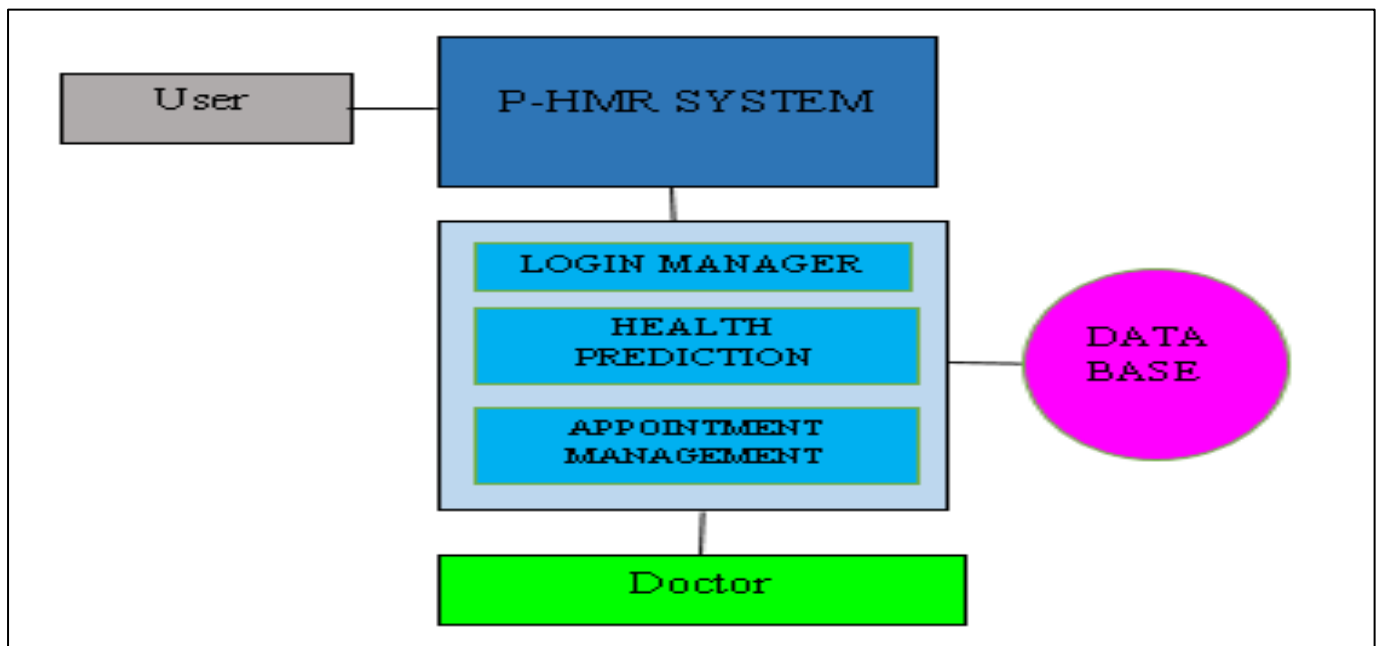 User
P-HMR SYSTEM
LOGIN MANAGER
HEALTH
PREDICTION
APPOINTMENT
MANAGEMENT
DATA
BASE
Doctor